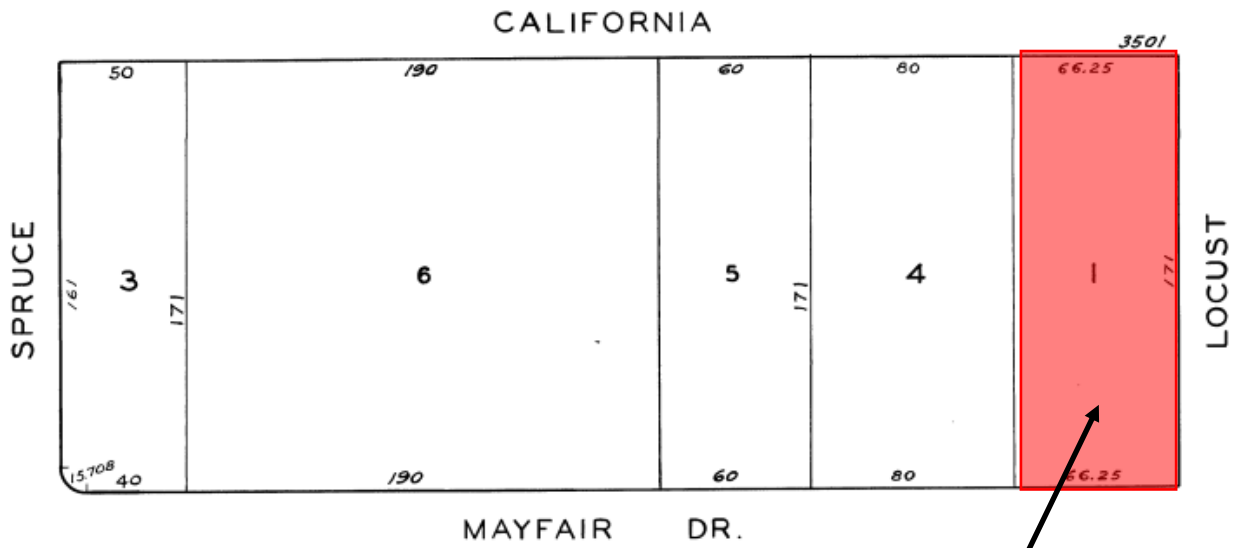 CALIFORNIA
3501
50 190 60 80 66.25
SPRUCE
161 3 171 6 5 171 4 1 171
LOCUST
15.708 40 190 60 80 66.25
MAYFAIR DR.